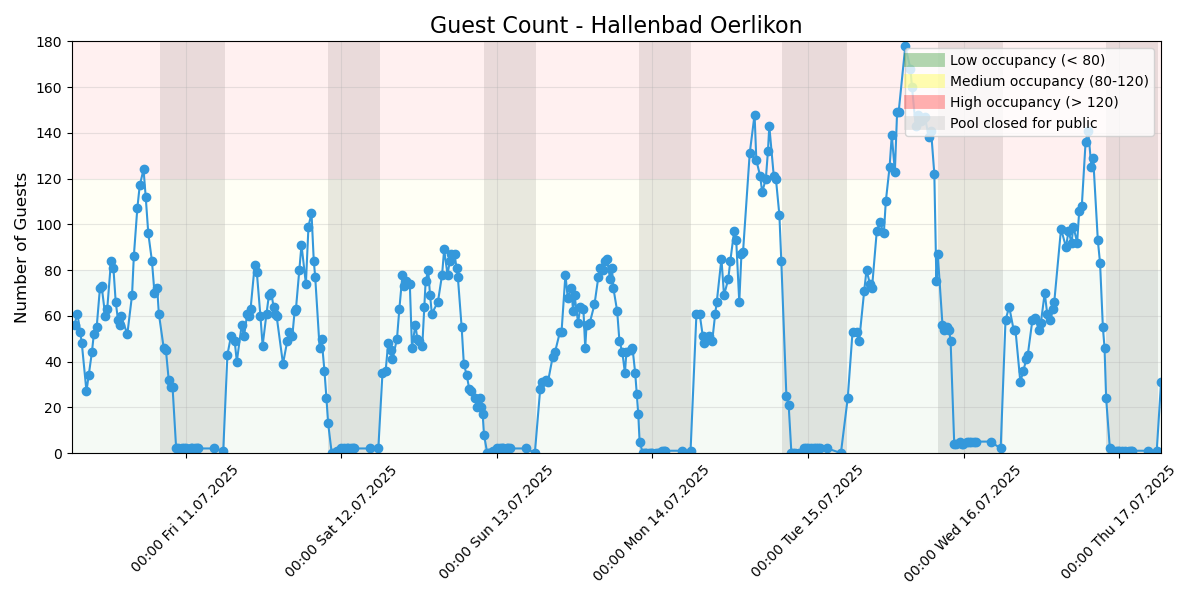 Guest Count - Hallenbad Oerlikon
Number of Guests
180
160
140
120
100
80
60
40
20
0
Low occupancy (< 80)
Medium occupancy (80-120)
High occupancy (> 120)
Pool closed for public
00:00 Fri 11.07.2025
00:00 Sat 12.07.2025
00:00 Sun 13.07.2025
00:00 Mon 14.07.2025
00:00 Tue 15.07.2025
00:00 Wed 16.07.2025
00:00 Thu 17.07.2025